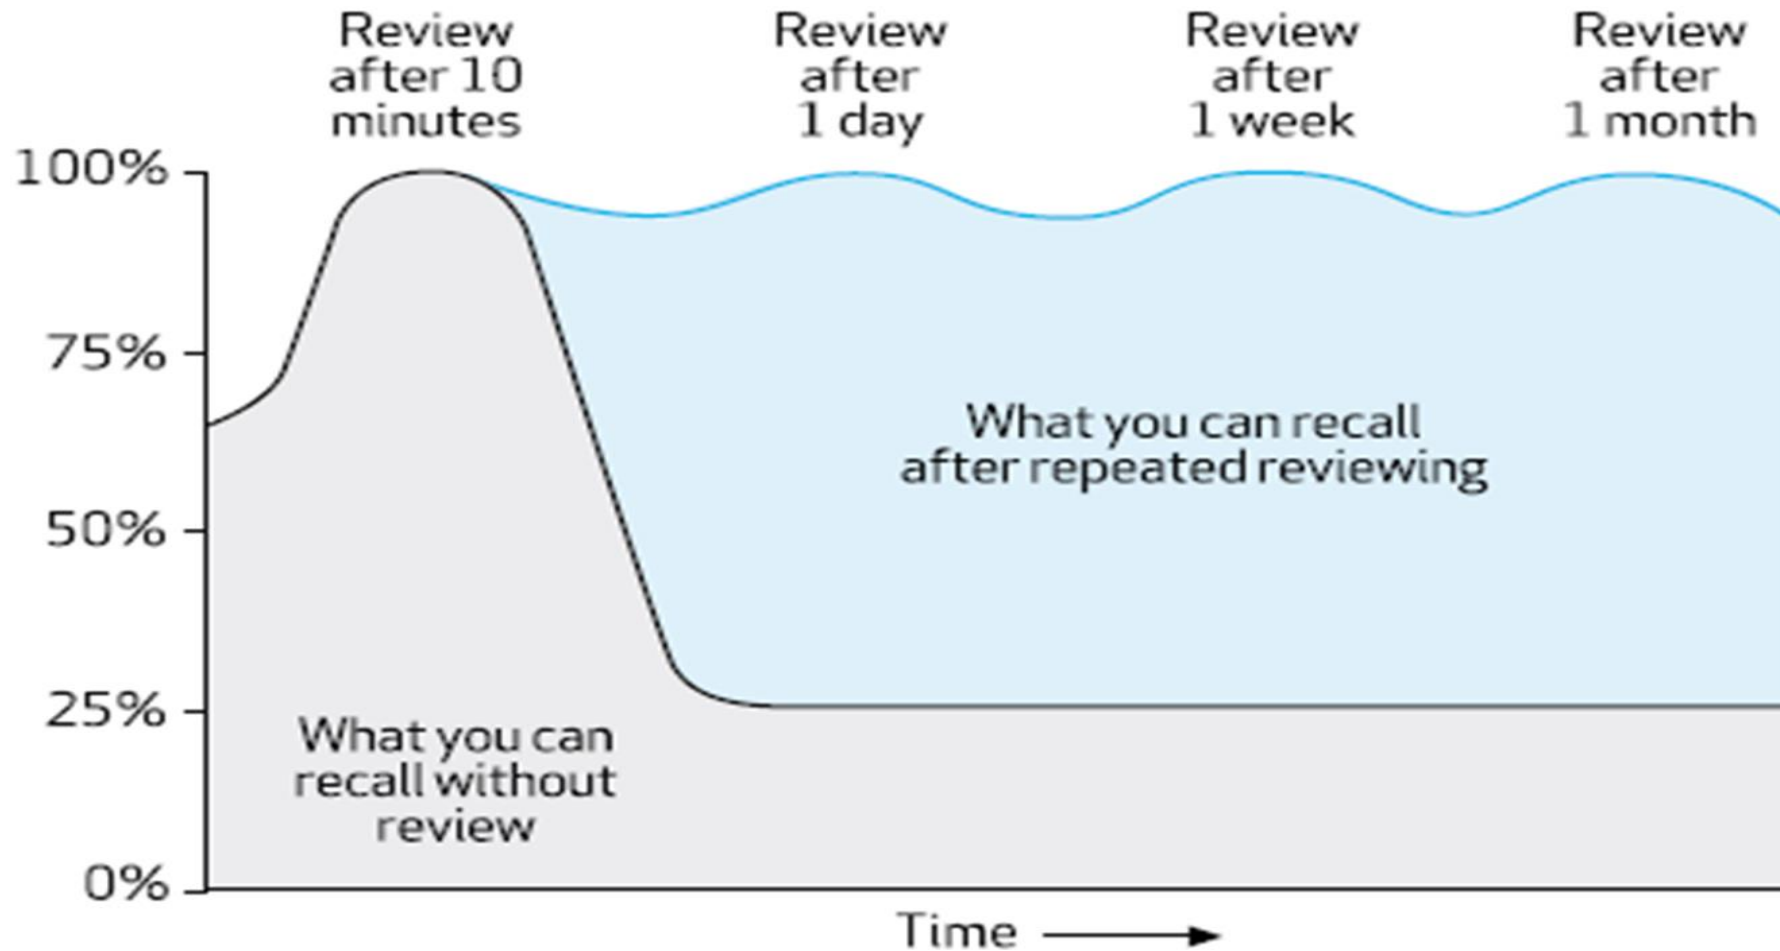 Review
after 10
minutes
Review
after
1 day
Review
after
1 week
Review
after
1 month
100%
75%
50%
25%
0%
What you can recall
after repeated reviewing
What you can
recall without
review
Time